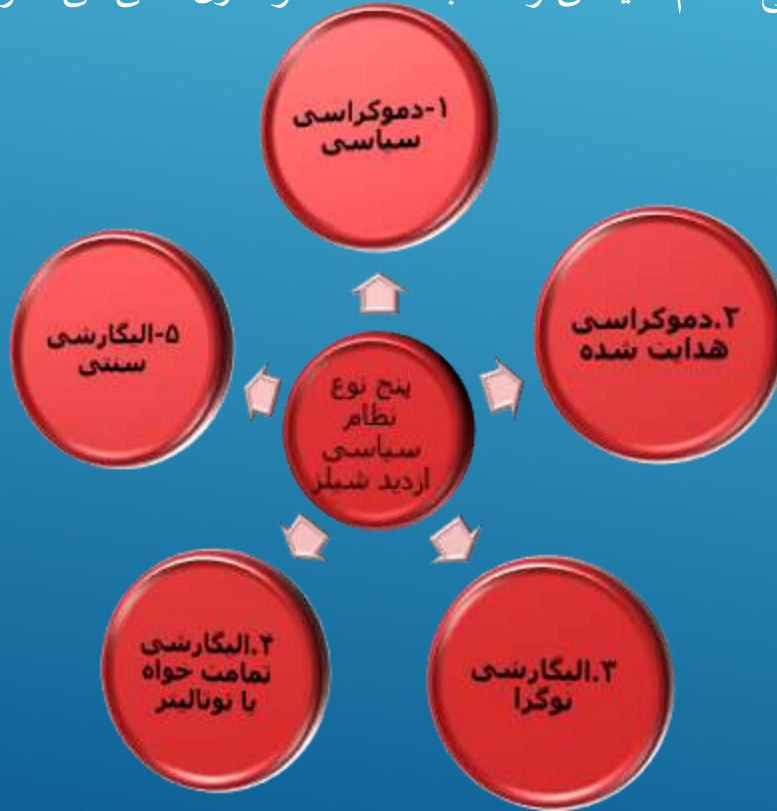 ۱-دموکراسی
سیاسی
۲.دموکراسی
هدایت شده
۳.الیگارشی
نوگرا
۴.الیگارشی
تمامت خواه
یا توتالیتر
۵-الیگارشی
سنتی
پنج نوع
نظام
سیاسی
ازدید شیلز